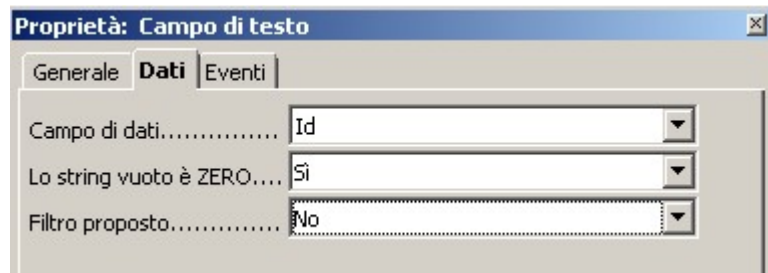 Proprietà: Campo di testo
Generale Dati Eventi
Campo di dati............... Id
Lo string vuoto è ZERO.... Sì
Filtro proposto.............. No